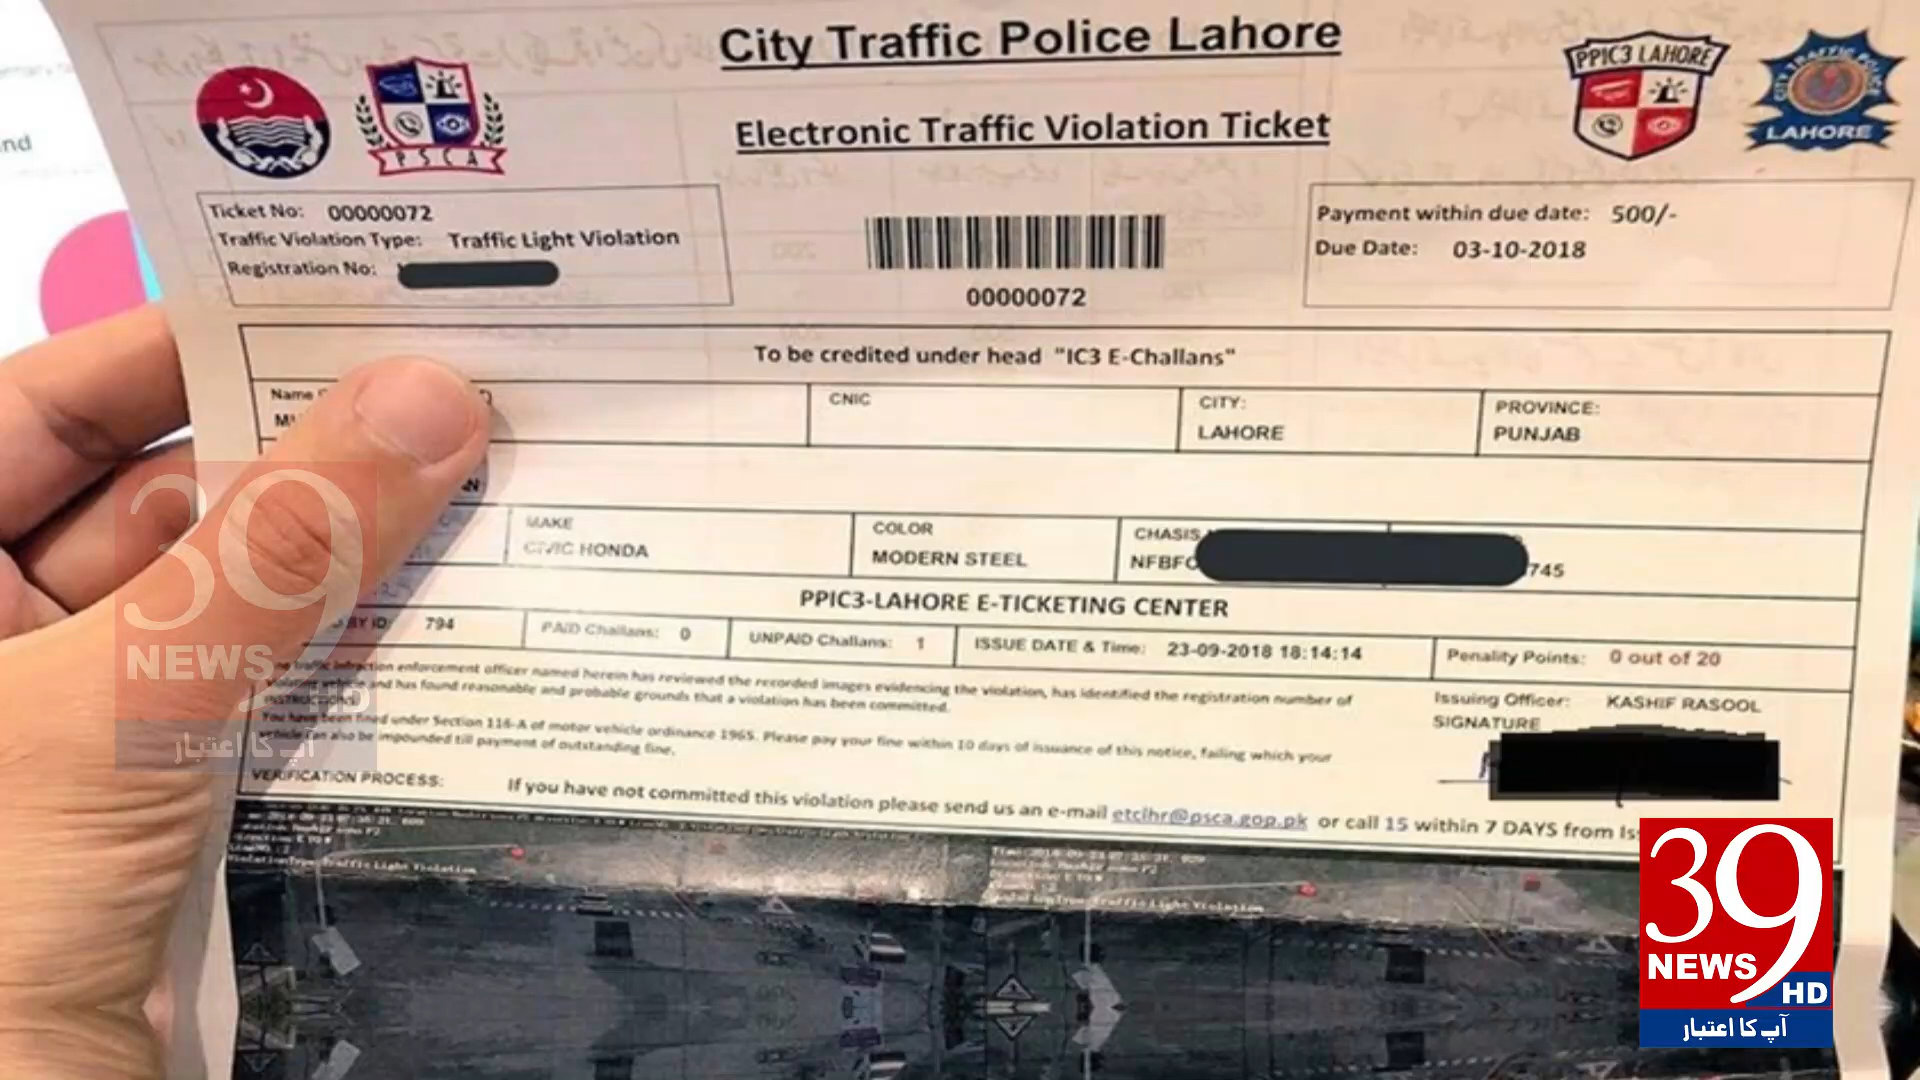 City Traffic Police Lahore
Electronic Traffic Violation Ticket
PSCA
PPIC3 LAHORE
CITY TRAFFIC POLICE
LAHORE
nd
Ticket No: 00000072
Traffic Violation Type: Traffic Light Violation
Registration No:
00000072
Payment within due date: 500/-
Due Date: 03-10-2018
To be credited under head "IC3 E-Challans"
Name
CNIC
CITY:
LAHORE
PROVINCE:
PUNJAB
MAKE
CIVIC HONDA
COLOR
MODERN STEEL
CHASIS
NFBFC 745
PPIC3-LAHORE E-TICKETING CENTER
BY ID: 794
PAID Challans: 0
UNPAID Challans: 1
ISSUE DATE & Time: 23-09-2018 18:14:14
Penality Points: 0 out of 20
traffic infraction enforcement officer named herein has reviewed the recorded images evidencing the violation, has identified the registration number of
violating vehicle and has found reasonable and probable grounds that a violation has been committed.
INSTRUCTIONS:
You have been fined under Section 116-A of motor vehicle ordinance 1965. Please pay your fine within 10 days of issuance of this notice, failing which your
vehicle can also be impounded till payment of outstanding fine.
Issuing Officer: KASHIF RASOOL
SIGNATURE
VERIFICATION PROCESS: If you have not committed this violation please send us an e-mail etclhr@psca.gop.pk or call 15 within 7 DAYS from
Traffic Light Violation
Traffic Light Violation
39
NEWS
HD
آپ کا اعتبار
39
NEWS
HD
آپ کا اعتبار